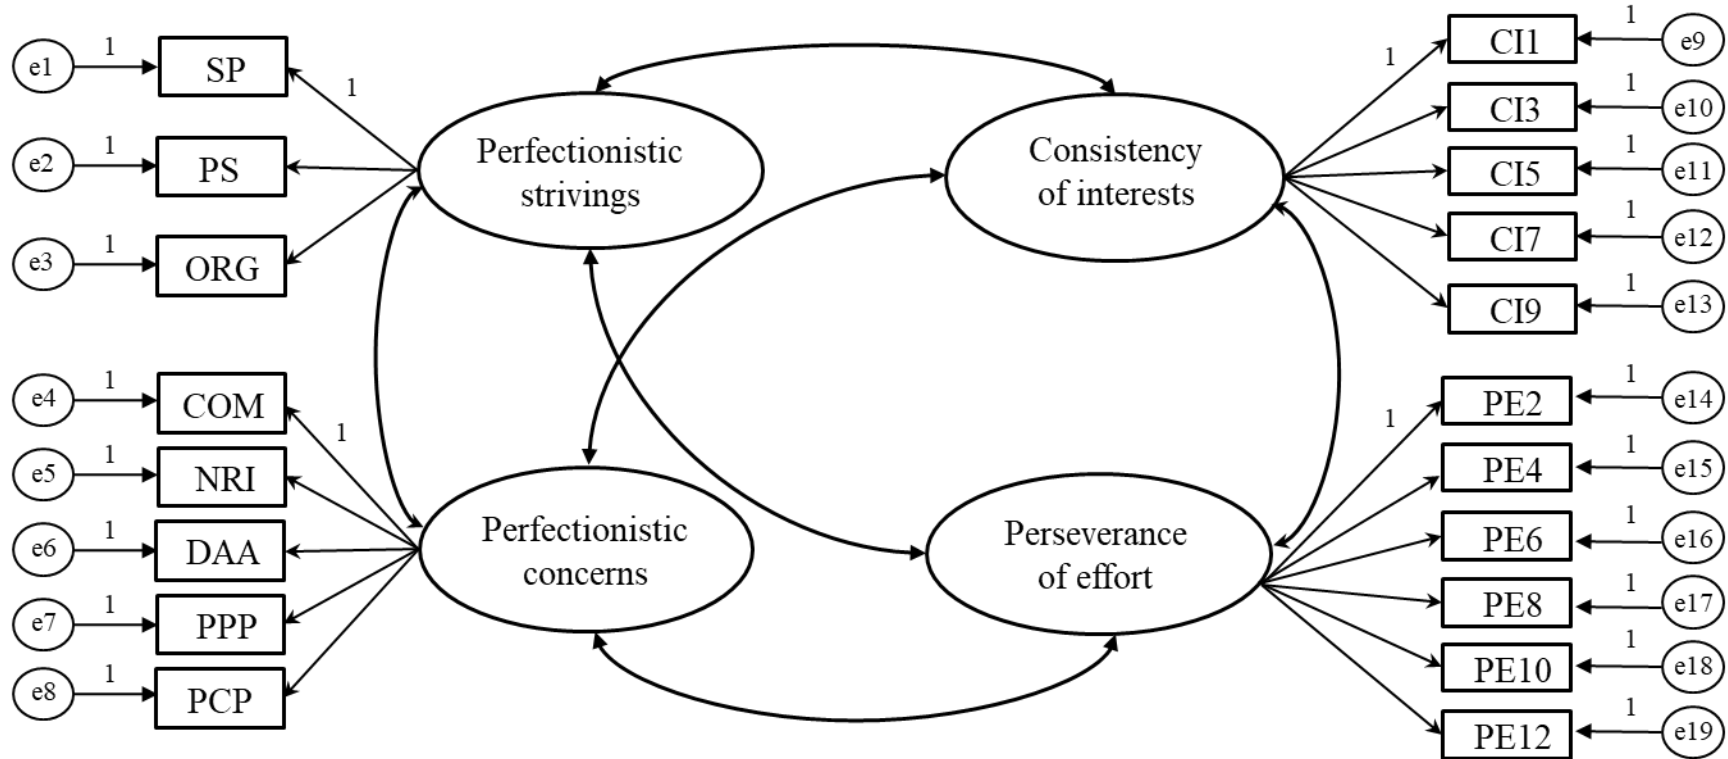 e1
1
SP
1
e2
1
PS
e3
1
ORG
e4
1
COM
1
e5
1
NRI
e6
1
DAA
e7
1
PPP
e8
1
PCP
Perfectionistic
strivings
Perfectionistic
concerns
Consistency
of interests
Perseverance
of effort
1
CI1
1
e9
CI3
1
e10
CI5
1
e11
CI7
1
e12
CI9
1
e13
1
PE2
1
e14
PE4
1
e15
PE6
1
e16
PE8
1
e17
PE10
1
e18
PE12
1
e19